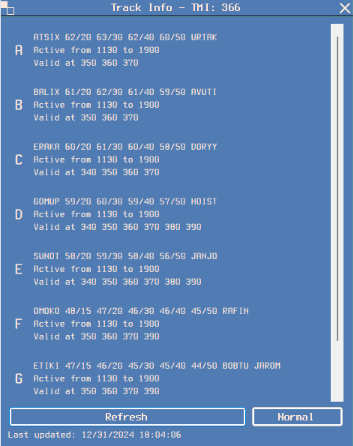 Track Info - TMI: 366
A
ATSIX 62/20 63/30 62/40 60/50 URTAK
Active from 1130 to 1900
Valid at 350 360 370
B
BALIX 61/20 62/30 61/40 59/50 AVUTI
Active from 1130 to 1900
Valid at 350 360 370
C
ERAKA 60/20 61/30 60/40 58/50 DORYY
Active from 1130 to 1900
Valid at 340 350 360 370
D
GOMUP 59/20 60/30 59/40 57/50 HOIST
Active from 1130 to 1900
Valid at 340 350 360 370 380 390
E
SUNOT 58/20 59/30 58/40 56/50 JANJO
Active from 1130 to 1900
Valid at 340 350 360 370 380 390
F
OMOKO 48/15 47/20 46/30 46/40 45/50 RAFIN
Active from 1130 to 1900
Valid at 340 350 360 370 390
G
ETIKI 47/15 46/20 45/30 45/40 44/50 BOBTU JAROM
Active from 1130 to 1900
Valid at 340 350 360 370 390
Refresh
Normal
Last updated: 12/31/2024 18:04:06